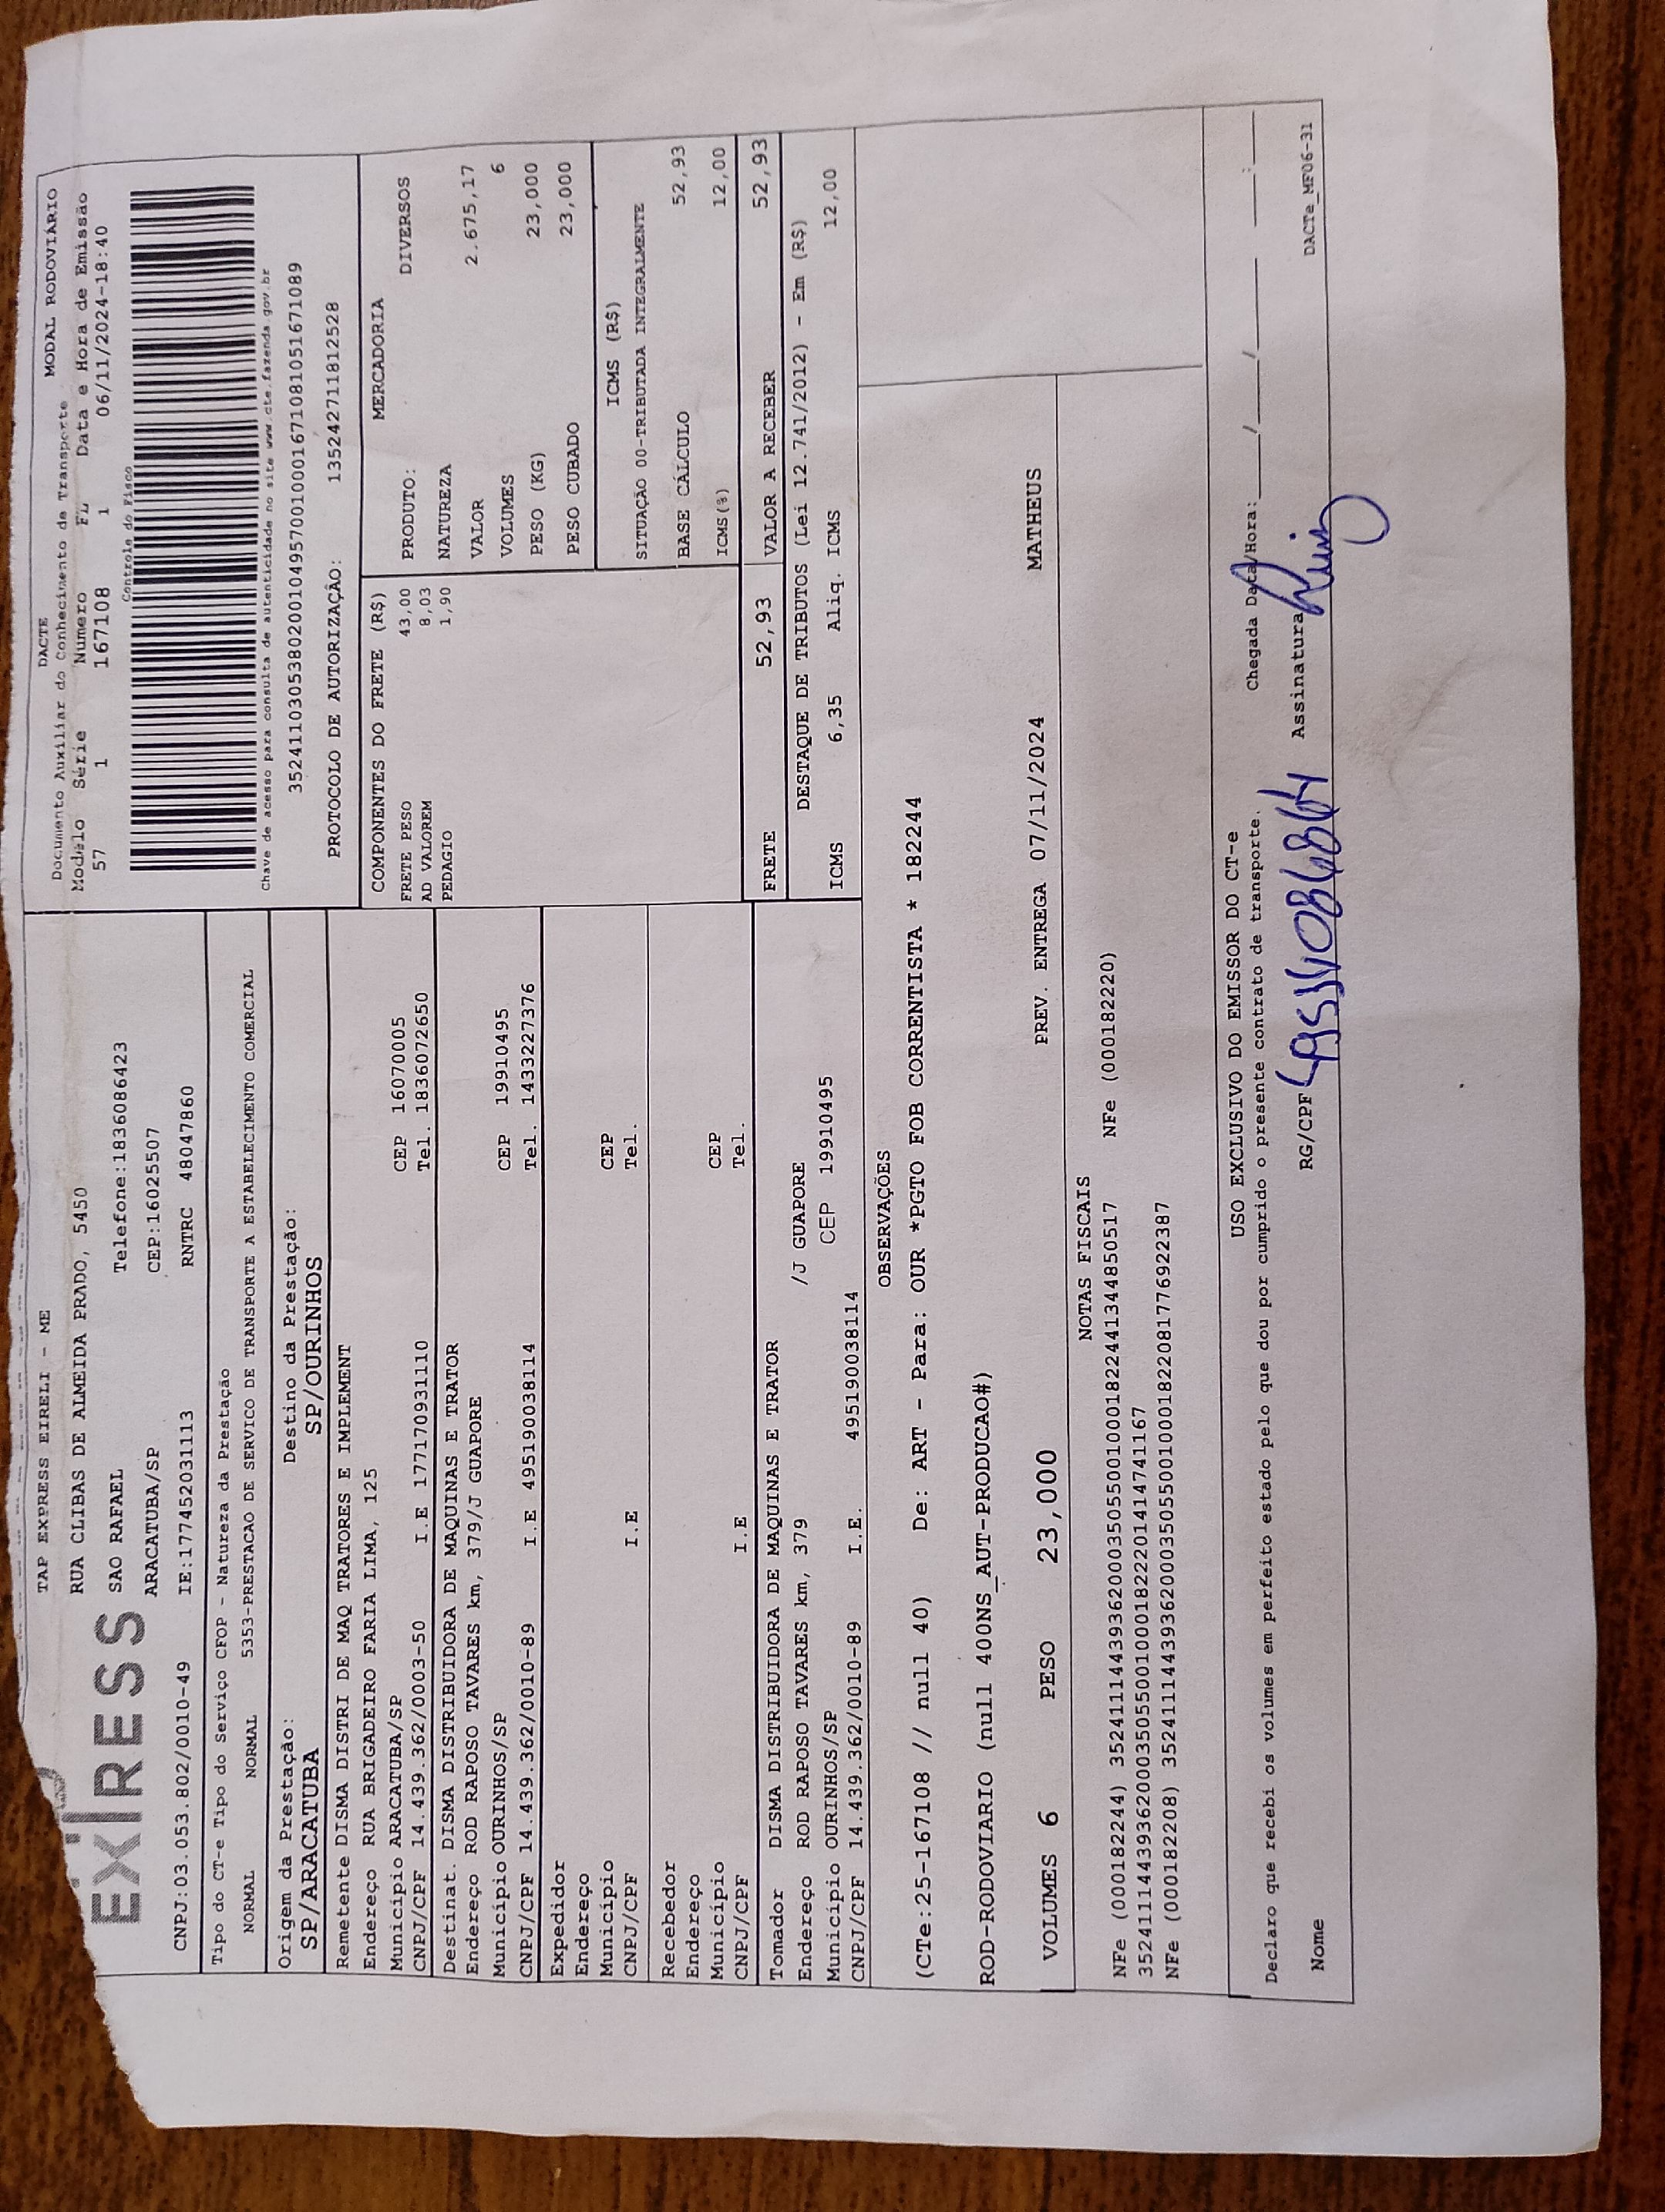 EXPRESS
TAP EXPRESS EIRELI - ME
RUA CLIBAS DE ALMEIDA PRADO, 5450
SAO RAFAEL Telefone:1836086423
ARACATUBA/SP CEP:16025507
CNPJ:03.053.802/0010-49 IE:177452031113 RNTRC 48047860
DACTE MODAL RODOVIÁRIO
Documento Auxiliar do Conhecimento de Transporte
Modelo Série Numero FL Data e Hora de Emissão
57 1 167108 1 06/11/2024-18:40
Controle do Fisco
Chave de acesso para consulta de autenticidade no site www.cte.fazenda.gov.br
35241103053802001049570010001671081051671089
PROTOCOLO DE AUTORIZAÇÃO: 135242711812528
Tipo do CT-e Tipo do Serviço CFOP - Natureza da Prestação
NORMAL NORMAL 5353-PRESTACAO DE SERVICO DE TRANSPORTE A ESTABELECIMENTO COMERCIAL
Origem da Prestação: Destino da Prestação:
SP/ARACATUBA SP/OURINHOS
Remetente DISMA DISTRI DE MAQ TRATORES E IMPLEMENT
Endereço RUA BRIGADEIRO FARIA LIMA, 125
Município ARACATUBA/SP CEP 16070005
CNPJ/CPF 14.439.362/0003-50 I.E 177170931110 Tel. 1836072650
Destinat. DISMA DISTRIBUIDORA DE MAQUINAS E TRATOR
Endereço ROD RAPOSO TAVARES km, 379/J GUAPORE
Município OURINHOS/SP CEP 19910495
CNPJ/CPF 14.439.362/0010-89 I.E 495190038114 Tel. 1433227376
Expedidor
Endereço
Município CEP
CNPJ/CPF I.E Tel.
Recebedor
Endereço
Município CEP
CNPJ/CPF I.E Tel.
Tomador DISMA DISTRIBUIDORA DE MAQUINAS E TRATOR
Endereço ROD RAPOSO TAVARES km, 379 /J GUAPORE
Município OURINHOS/SP CEP 19910495
CNPJ/CPF 14.439.362/0010-89 I.E. 495190038114
COMPONENTES DO FRETE (R$)
FRETE PESO 43,00
AD VALOREM 8,03
PEDAGIO 1,90
MERCADORIA
PRODUTO: DIVERSOS
NATUREZA
VALOR 2.675,17
VOLUMES 6
PESO (KG) 23,000
PESO CUBADO 23,000
ICMS (R$)
SITUAÇÃO 00-TRIBUTADA INTEGRALMENTE
BASE CÁLCULO 52,93
ICMS(%) 12,00
FRETE 52,93 VALOR A RECEBER 52,93
DESTAQUE DE TRIBUTOS (Lei 12.741/2012) - Em (R$)
ICMS 6,35 Aliq. ICMS 12,00
OBSERVAÇÕES
(CTe:25-167108 // null 40) De: ART - Para: OUR *PGTO FOB CORRENTISTA * 182244
ROD-RODOVIARIO (null 400NS_AUT-PRODUCAO#)
VOLUMES 6 PESO 23,000 PREV. ENTREGA 07/11/2024 MATHEUS
NOTAS FISCAIS
NFe (000182244) 35241114439362000350550010001822441344850517 NFe (000182220)
35241114439362000350550010001822201414741167
NFe (000182208) 35241114439362000350550010001822081776922387
USO EXCLUSIVO DO EMISSOR DO CT-e
Declaro que recebi os volumes em perfeito estado pelo que dou por cumprido o presente contrato de transporte.
Chegada Data/Hora: ____/____/____ ___:___
Nome RG/CPF Assinatura
DACTe_MF06-31